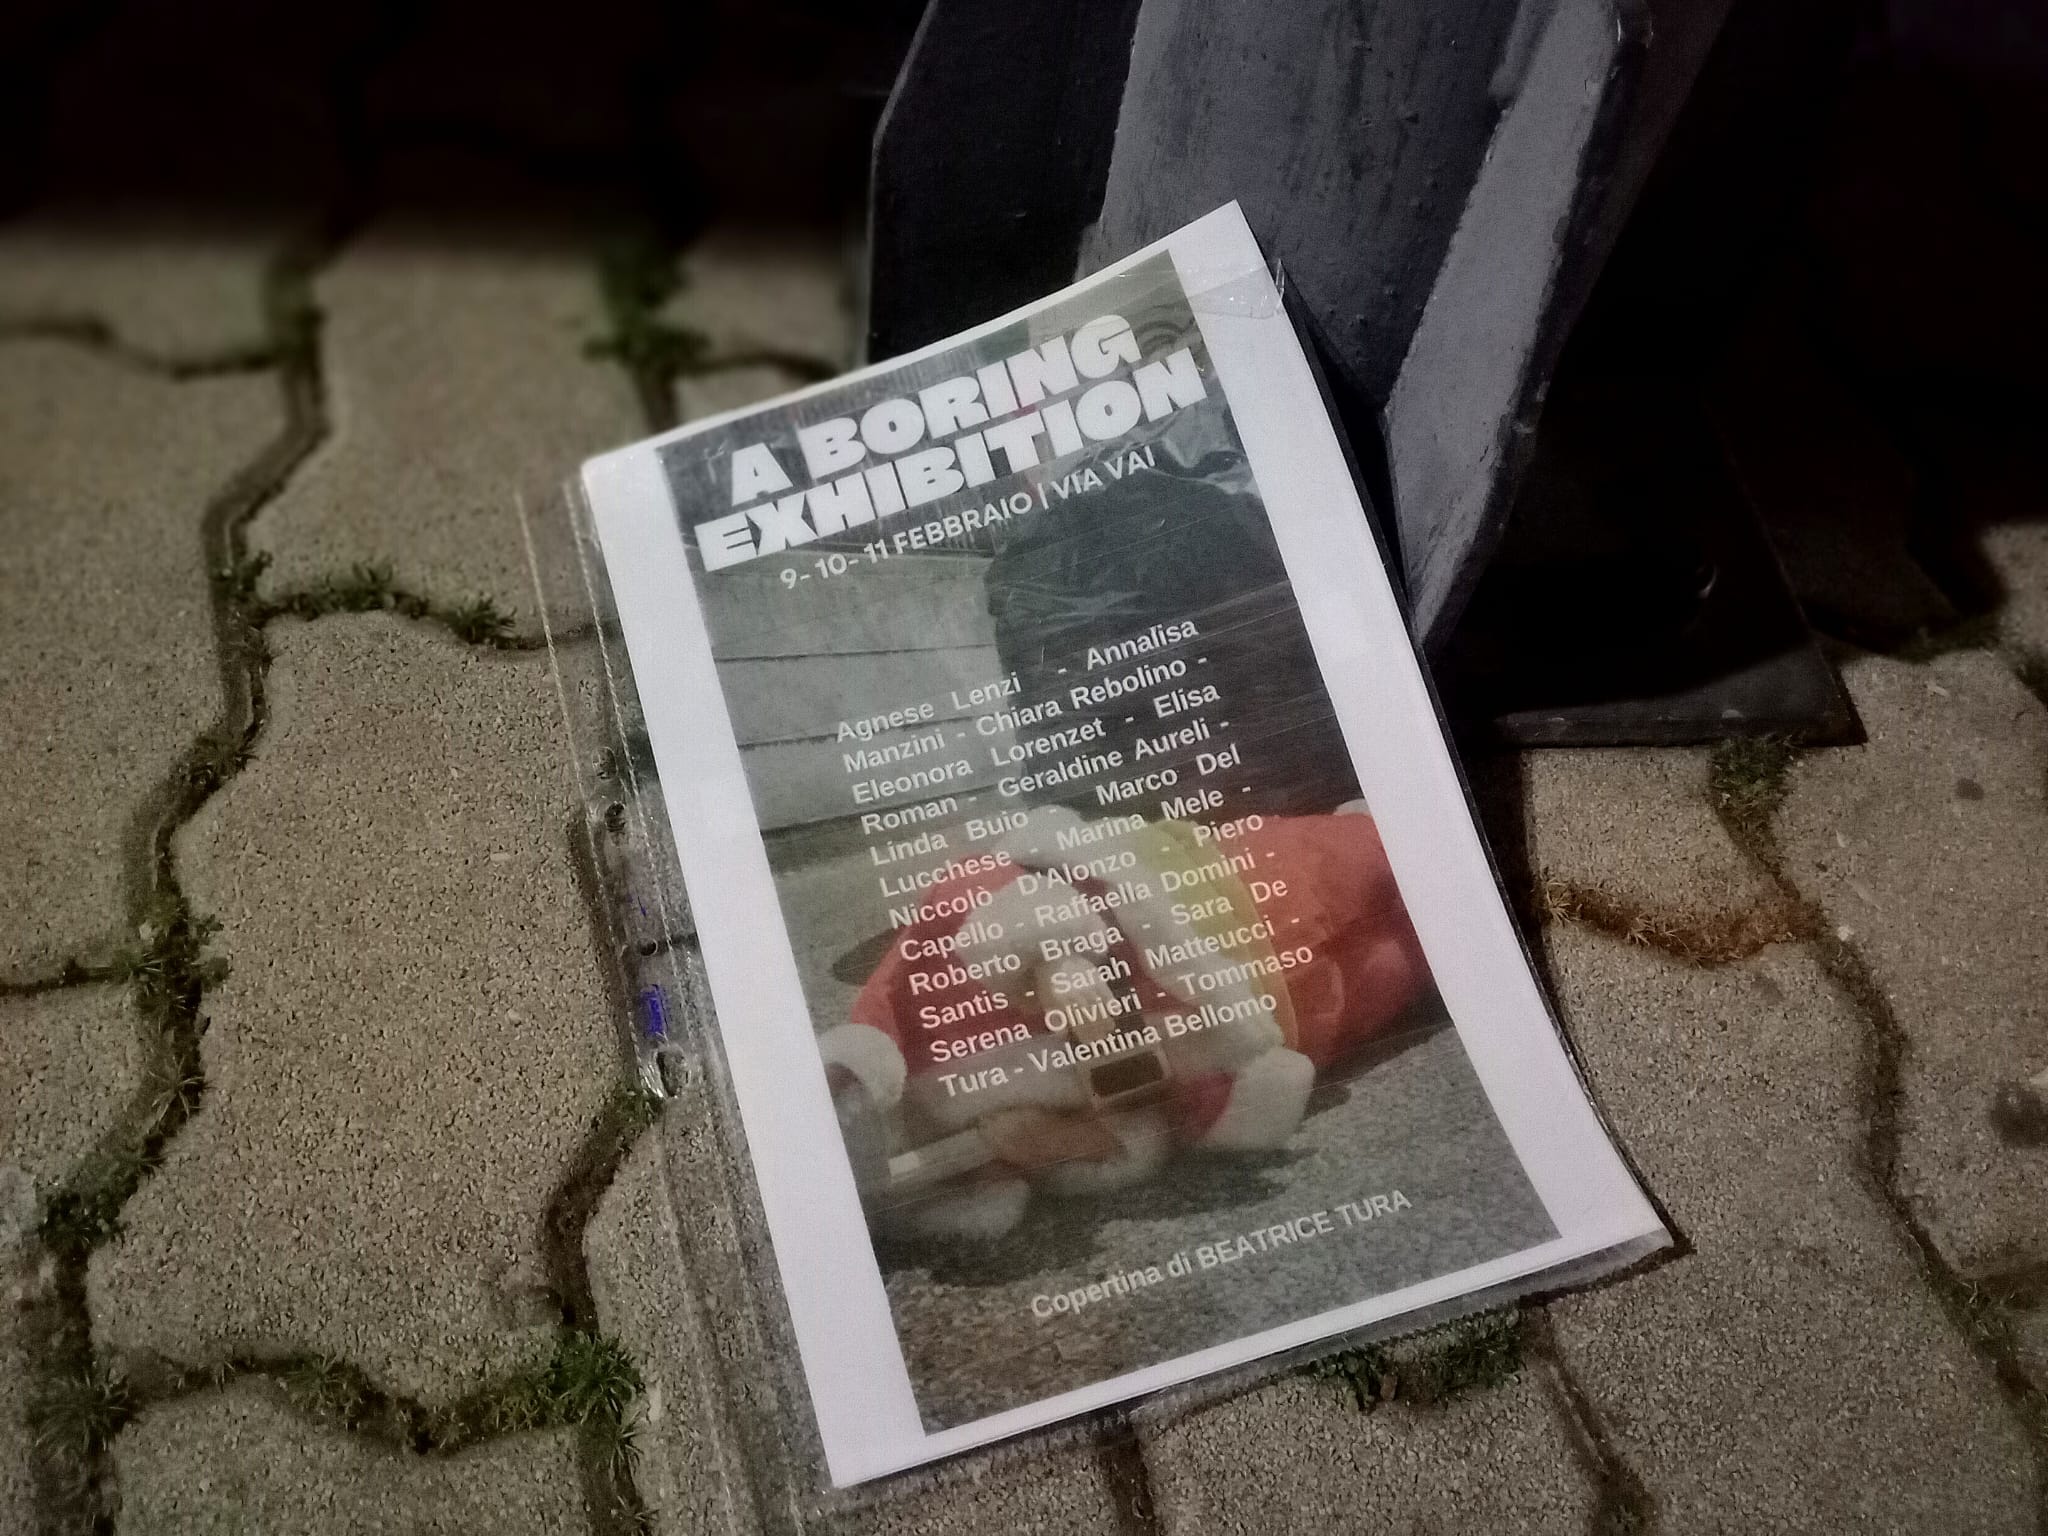 A BORING
EXHIBITION
9- 10- 11 FEBBRAIO | VIA VAI
Agnese Lenzi - Annalisa
Manzini - Chiara Rebolino -
Eleonora Lorenzet - Elisa
Roman - Geraldine Aureli -
Linda Buio - Marco Del
Lucchese - Marina Mele -
Niccolò D'Alonzo - Piero
Capello - Raffaella Domini -
Roberto Braga - Sara De
Santis - Sarah Matteucci -
Serena Olivieri - Tommaso
Tura - Valentina Bellomo
Copertina di BEATRICE TURA